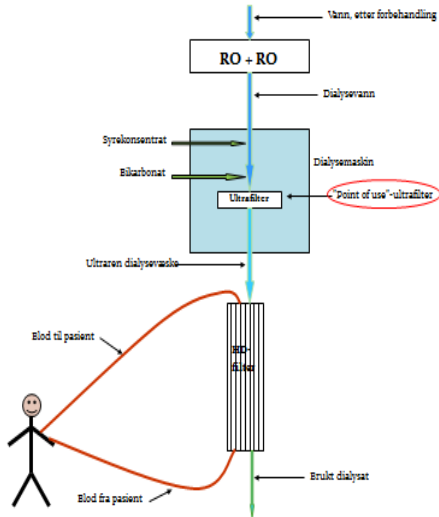 Vann, etter forbehandling
RO + RO
Dialysevann
Syrekonsentrat
Dialysemaskin
Bikarbonat
Ultrafilter
"Point of use"-ultrafilter
Ultraren dialysevæske
Blod til pasient
HD-
filter
Brukt dialysat
Blod fra pasient